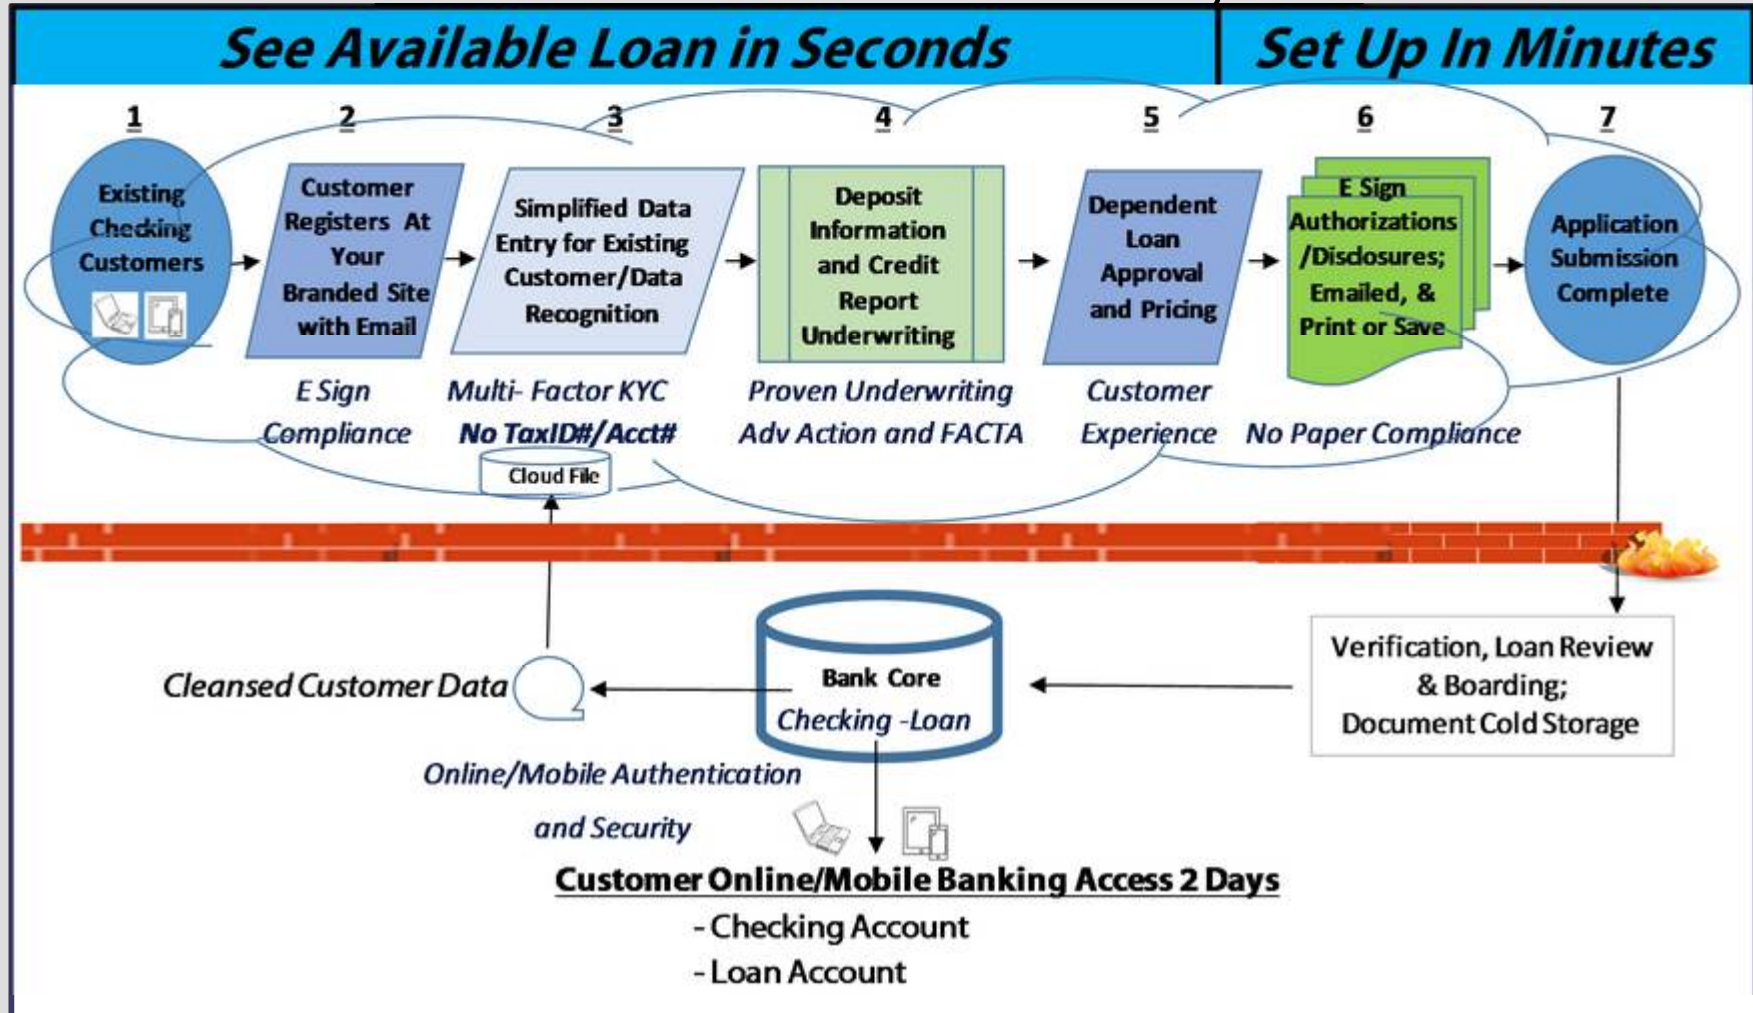 See Available Loan in Seconds
Set Up In Minutes
1
2
3
4
5
6
7
Existing
Checking
Customers
Customer
Registers At
Your
Branded Site
with Email
Simplified Data
Entry for Existing
Customer/Data
Recognition
Deposit
Information
and Credit
Report
Underwriting
Dependent
Loan
Approval
and Pricing
E Sign
Authorizations
/Disclosures;
Emailed, &
Print or Save
Application
Submission
Complete
E Sign
Compliance
Multi- Factor KYC
No TaxID#/Acct#
Proven Underwriting
Adv Action and FACTA
Customer
Experience
No Paper Compliance
Cloud File
Verification, Loan Review
& Boarding;
Document Cold Storage
Bank Core
Checking -Loan
Cleansed Customer Data
Online/Mobile Authentication
and Security
Customer Online/Mobile Banking Access 2 Days
- Checking Account
- Loan Account